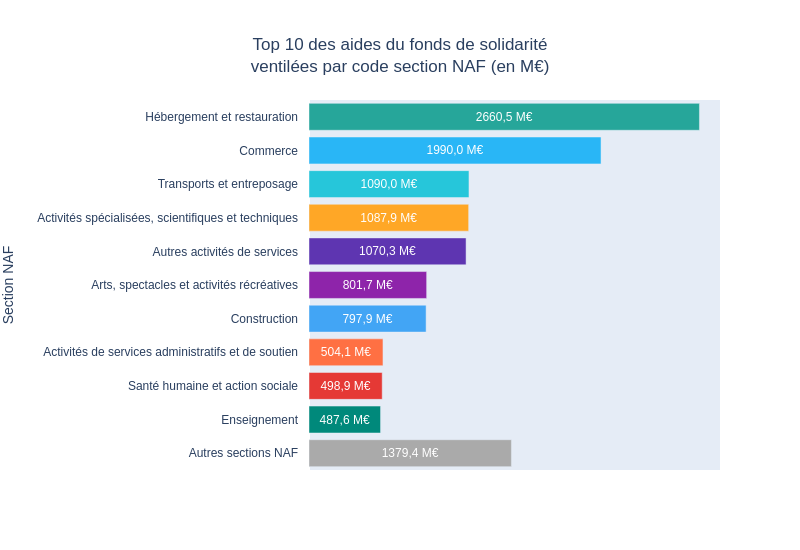 Top 10 des aides du fonds de solidarité
ventilées par code section NAF (en M€)
Section NAF
Hébergement et restauration 2660,5 M€
Commerce 1990,0 M€
Transports et entreposage 1090,0 M€
Activités spécialisées, scientifiques et techniques 1087,9 M€
Autres activités de services 1070,3 M€
Arts, spectacles et activités récréatives 801,7 M€
Construction 797,9 M€
Activités de services administratifs et de soutien 504,1 M€
Santé humaine et action sociale 498,9 M€
Enseignement 487,6 M€
Autres sections NAF 1379,4 M€